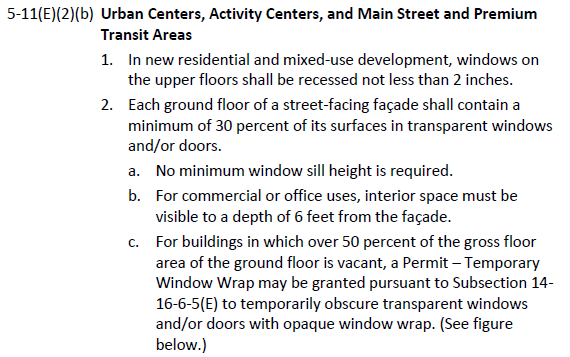 5-11(E)(2)(b) Urban Centers, Activity Centers, and Main Street and Premium
Transit Areas
1. In new residential and mixed-use development, windows on
the upper floors shall be recessed not less than 2 inches.
2. Each ground floor of a street-facing façade shall contain a
minimum of 30 percent of its surfaces in transparent windows
and/or doors.
a. No minimum window sill height is required.
b. For commercial or office uses, interior space must be
visible to a depth of 6 feet from the façade.
c. For buildings in which over 50 percent of the gross floor
area of the ground floor is vacant, a Permit – Temporary
Window Wrap may be granted pursuant to Subsection 14-
16-6-5(E) to temporarily obscure transparent windows
and/or doors with opaque window wrap. (See figure
below.)